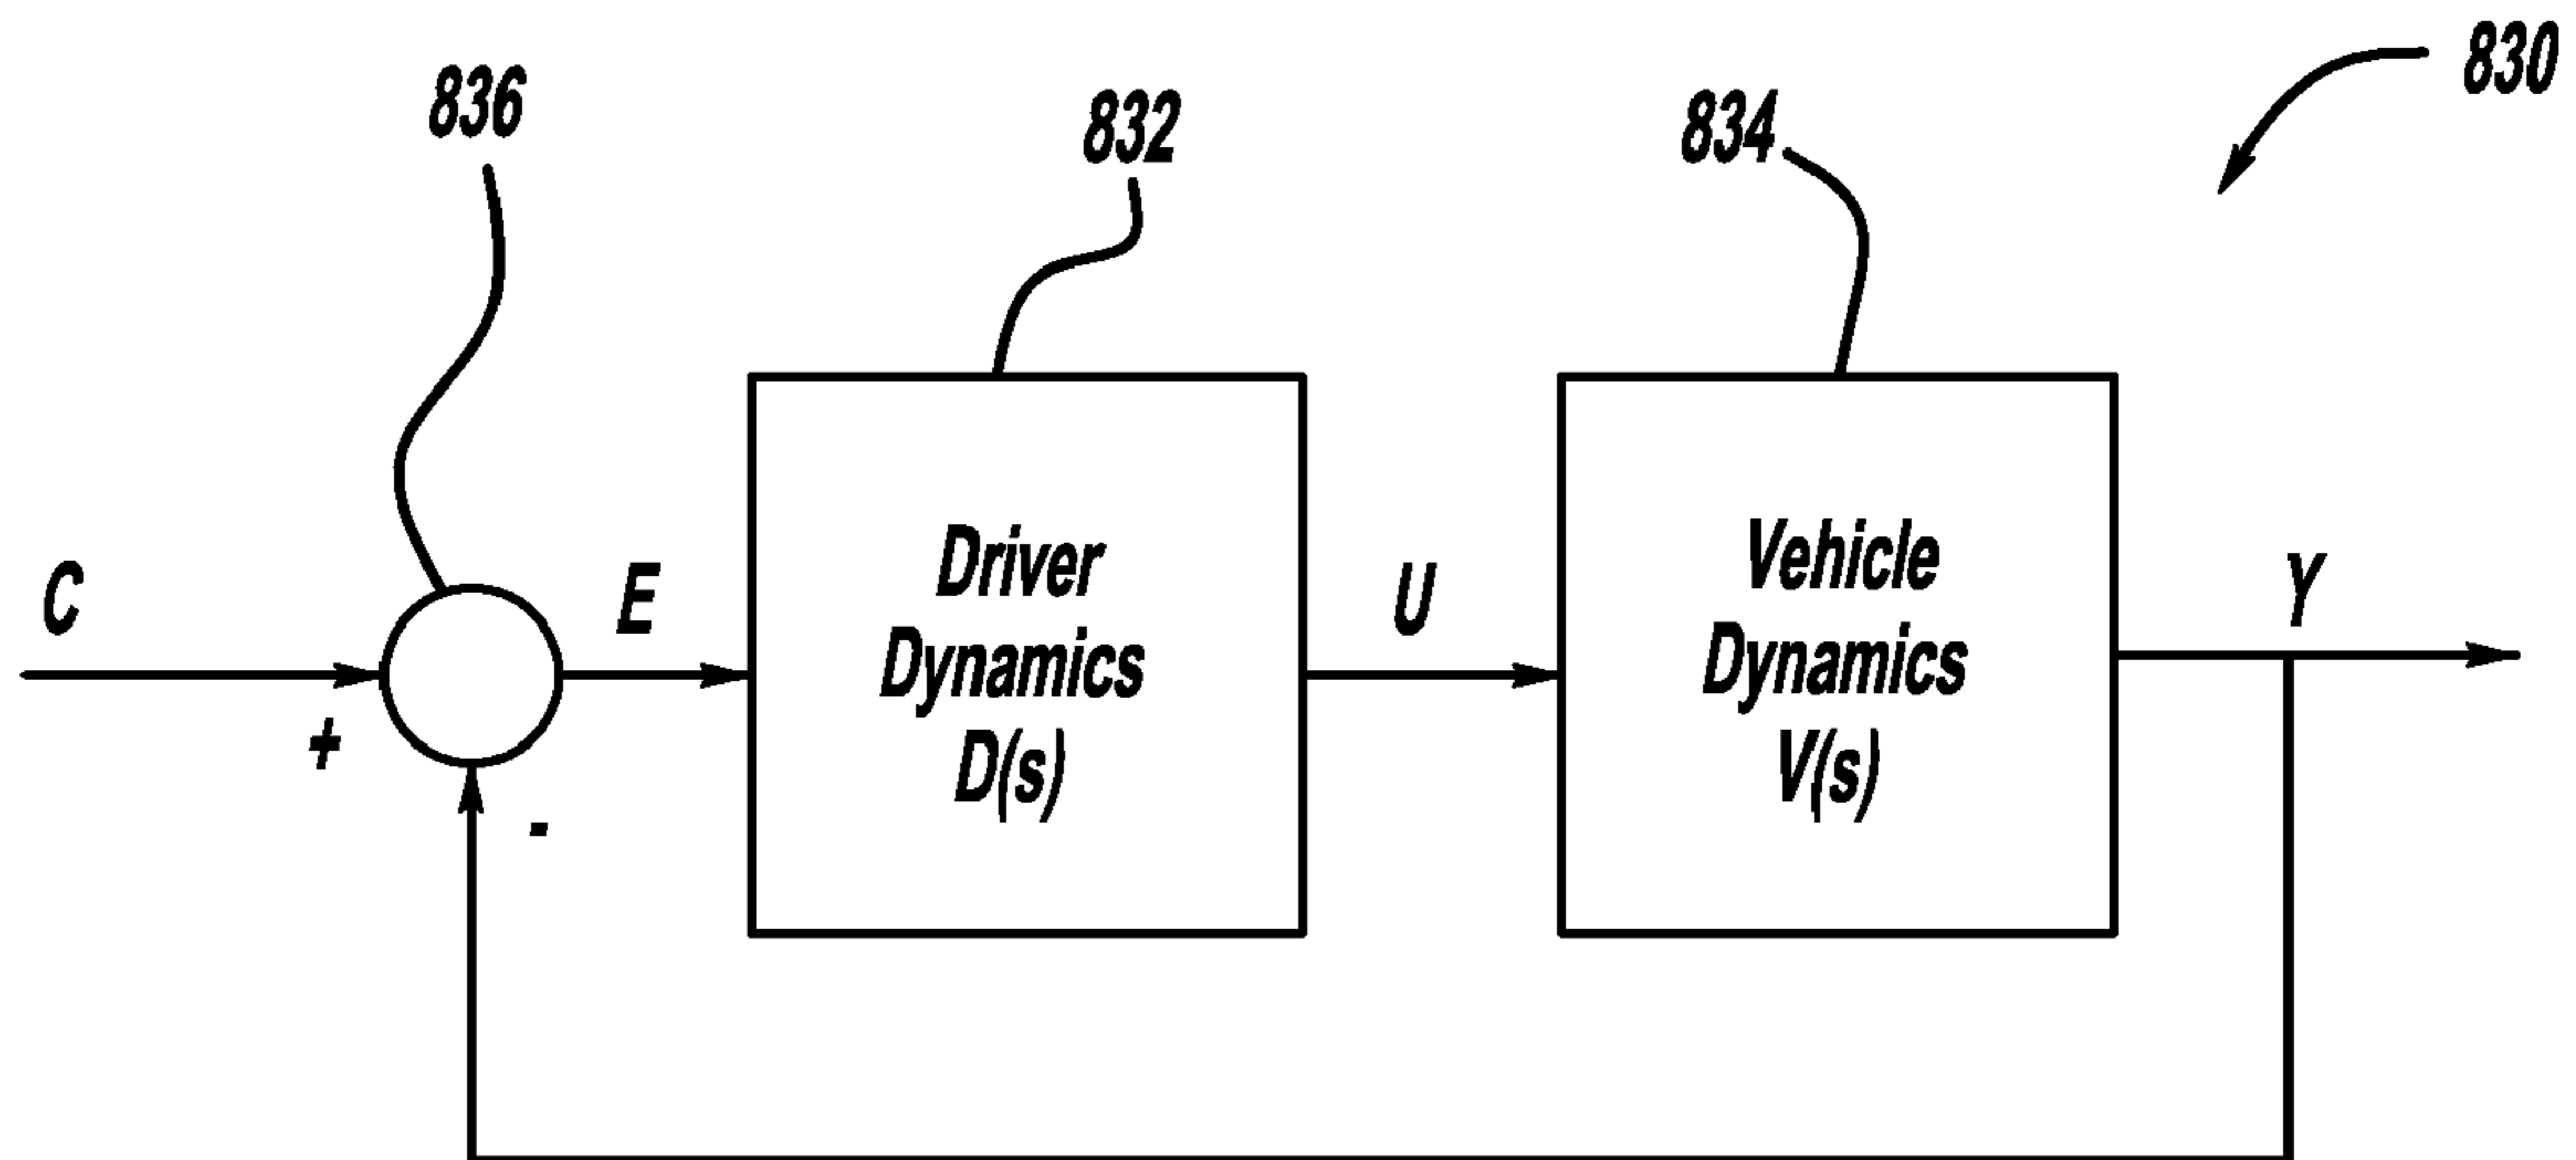 830
836
832
834
C
E
U
Y
+
-
Driver
Dynamics
D(s)
Vehicle
Dynamics
V(s)